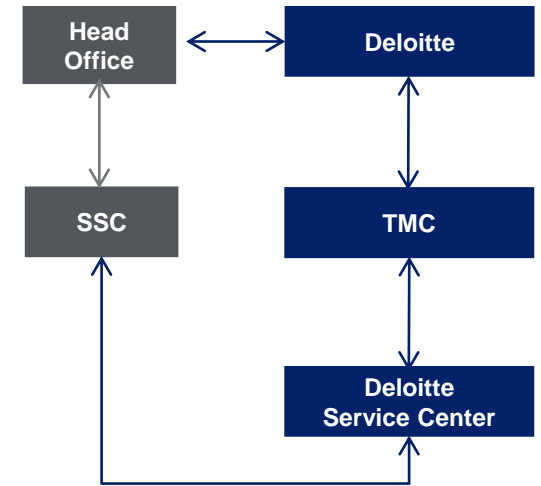 Head
Office
Deloitte
SSC
TMC
Deloitte
Service Center